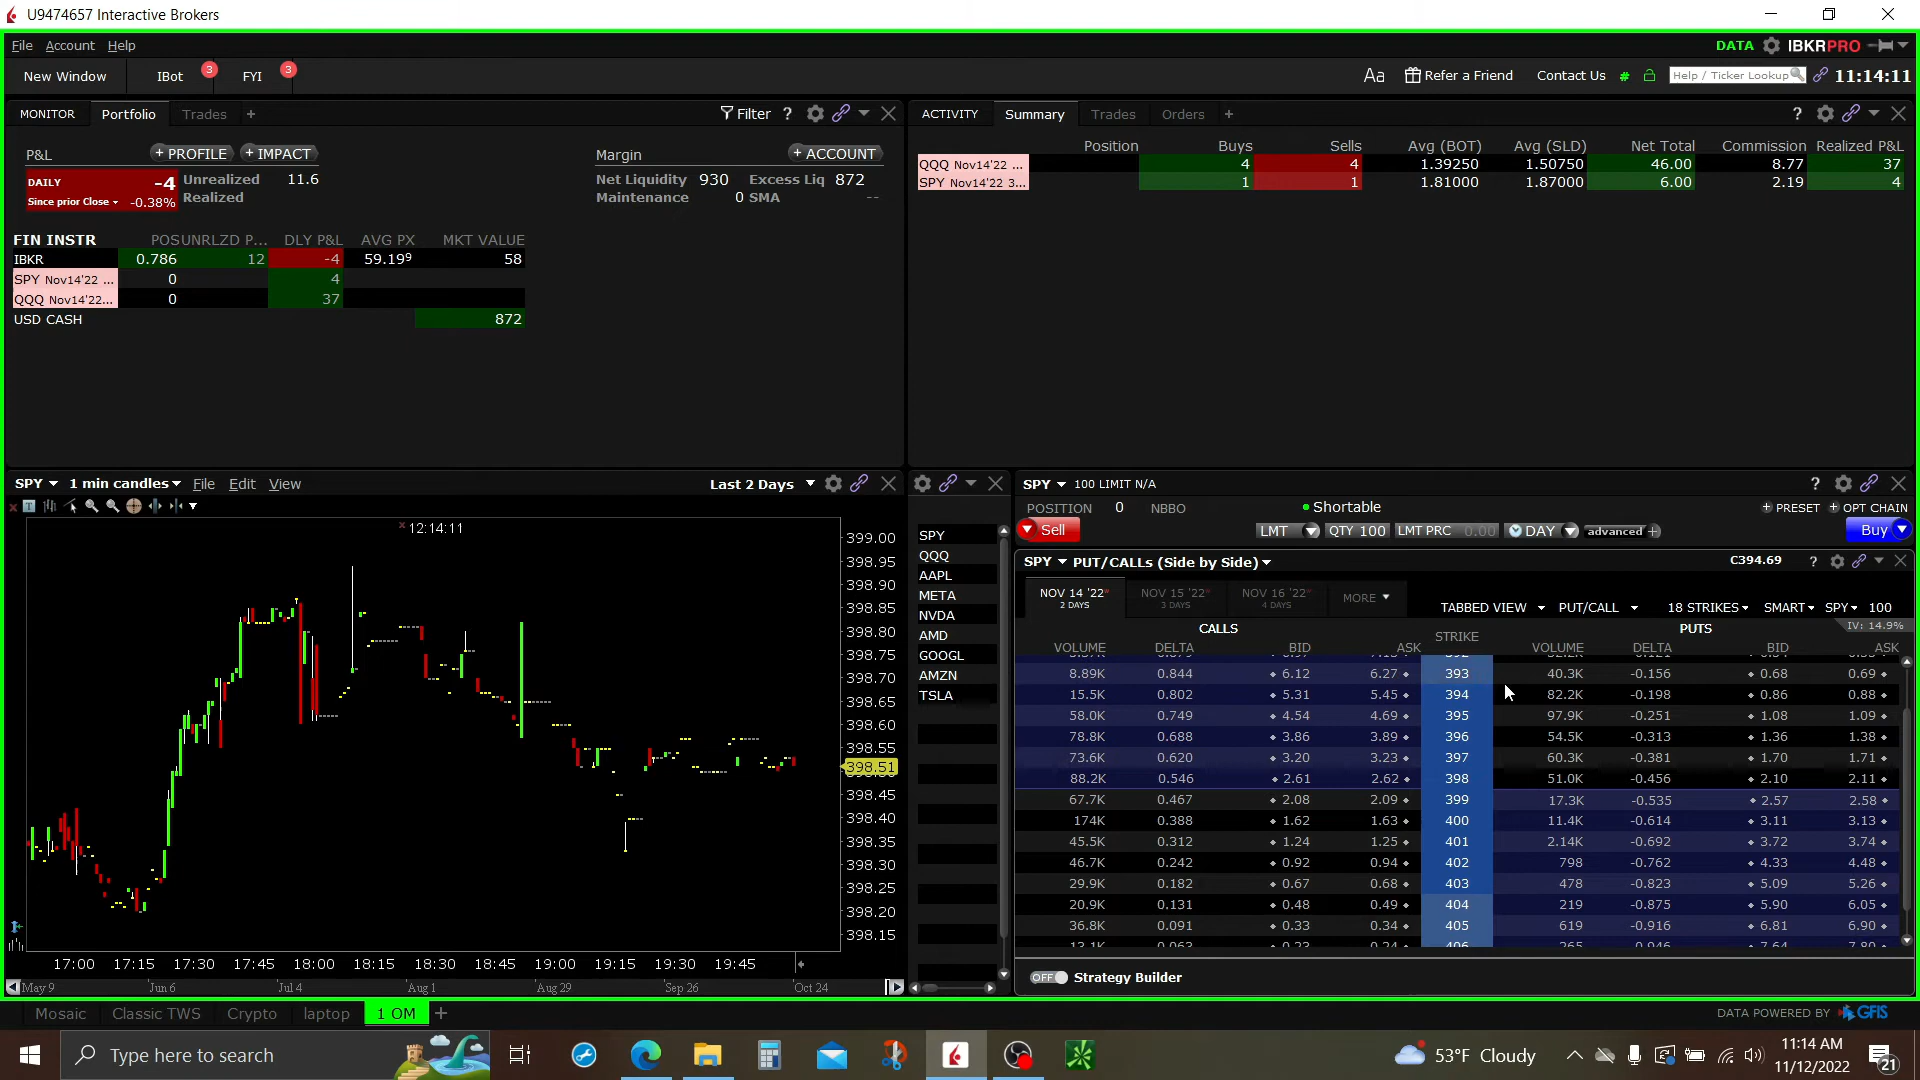 U9474657 Interactive Brokers
File Account Help
DATA IBKRPRO
New Window IBot 3 FYI 3
Aa Refer a Friend Contact Us # Help / Ticker Lookup 11:14:11
MONITOR Portfolio Trades + Filter ?
P&L + PROFILE + IMPACT Margin + ACCOUNT
DAILY -4 Unrealized 11.6 Net Liquidity 930 Excess Liq 872
Since prior Close -0.38% Realized Maintenance 0 SMA --
FIN INSTR POS UNRLZD P... DLY P&L AVG PX MKT VALUE
IBKR 0.786 12 -4 59.19⁹ 58
SPY Nov14'22 ... 0 4
QQQ Nov14'22... 0 37
USD CASH 872
ACTIVITY Summary Trades Orders + ?
Position Buys Sells Avg (BOT) Avg (SLD) Net Total Commission Realized P&L
QQQ Nov14'22 ... 4 4 1.39250 1.50750 46.00 8.77 37
SPY Nov14'22 3... 1 1 1.81000 1.87000 6.00 2.19 4
SPY 1 min candles File Edit View Last 2 Days
12:14:11
399.00
398.95
398.90
398.85
398.80
398.75
398.70
398.65
398.60
398.55
398.51
398.45
398.40
398.35
398.30
398.25
398.20
398.15
17:00 17:15 17:30 17:45 18:00 18:15 18:30 18:45 19:00 19:15 19:30 19:45
May 9 Jun 6 Jul 4 Aug 1 Aug 29 Sep 26 Oct 24
SPY
QQQ
AAPL
META
NVDA
AMD
GOOGL
AMZN
TSLA
SPY 100 LIMIT N/A ?
POSITION 0 NBBO Shortable + PRESET + OPT CHAIN
Sell LMT QTY 100 LMT PRC 0.00 DAY advanced + Buy
SPY PUT/CALLs (Side by Side) C394.69 ?
NOV 14 '22 NOV 15 '22 NOV 16 '22 MORE
2 DAYS 3 DAYS 4 DAYS
TABBED VIEW PUT/CALL 18 STRIKES SMART SPY 100
IV: 14.9%
CALLS STRIKE PUTS
VOLUME DELTA BID ASK VOLUME DELTA BID ASK
8.89K 0.844 6.12 6.27 393 40.3K -0.156 0.68 0.69
15.5K 0.802 5.31 5.45 394 82.2K -0.198 0.86 0.88
58.0K 0.749 4.54 4.69 395 97.9K -0.251 1.08 1.09
78.8K 0.688 3.86 3.89 396 54.5K -0.313 1.36 1.38
73.6K 0.620 3.20 3.23 397 60.3K -0.381 1.70 1.71
88.2K 0.546 2.61 2.62 398 51.0K -0.456 2.10 2.11
67.7K 0.467 2.08 2.09 399 17.3K -0.535 2.57 2.58
174K 0.388 1.62 1.63 400 11.4K -0.614 3.11 3.13
45.5K 0.312 1.24 1.25 401 2.14K -0.692 3.72 3.74
46.7K 0.242 0.92 0.94 402 798 -0.762 4.33 4.48
29.9K 0.182 0.67 0.68 403 478 -0.823 5.09 5.26
20.9K 0.131 0.48 0.49 404 219 -0.875 5.90 6.05
36.8K 0.091 0.33 0.34 405 619 -0.916 6.81 6.90
13.1K 0.063 0.23 0.24 406 265 -0.946 7.64 7.80
OFF Strategy Builder
Mosaic Classic TWS Crypto laptop 1 OM +
DATA POWERED BY GFIS
Type here to search
53°F Cloudy
11:14 AM
11/12/2022
21